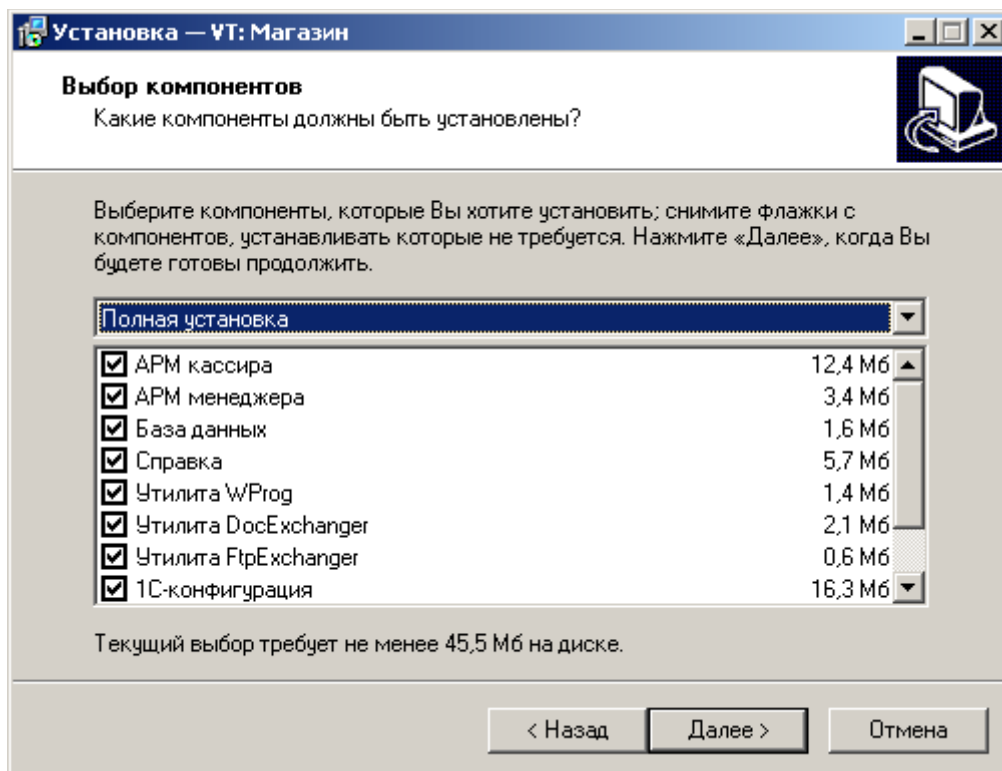 Установка — VT: Магазин
Выбор компонентов
Какие компоненты должны быть установлены?
Выберите компоненты, которые Вы хотите установить; снимите флажки с
компонентов, устанавливать которые не требуется. Нажмите «Далее», когда Вы
будете готовы продолжить.
Полная установка
АРМ кассира 12,4 Мб
АРМ менеджера 3,4 Мб
База данных 1,6 Мб
Справка 5,7 Мб
Утилита WProg 1,4 Мб
Утилита DocExchanger 2,1 Мб
Утилита FtpExchanger 0,6 Мб
1С-конфигурация 16,3 Мб
Текущий выбор требует не менее 45,5 Мб на диске.
< Назад Далее > Отмена